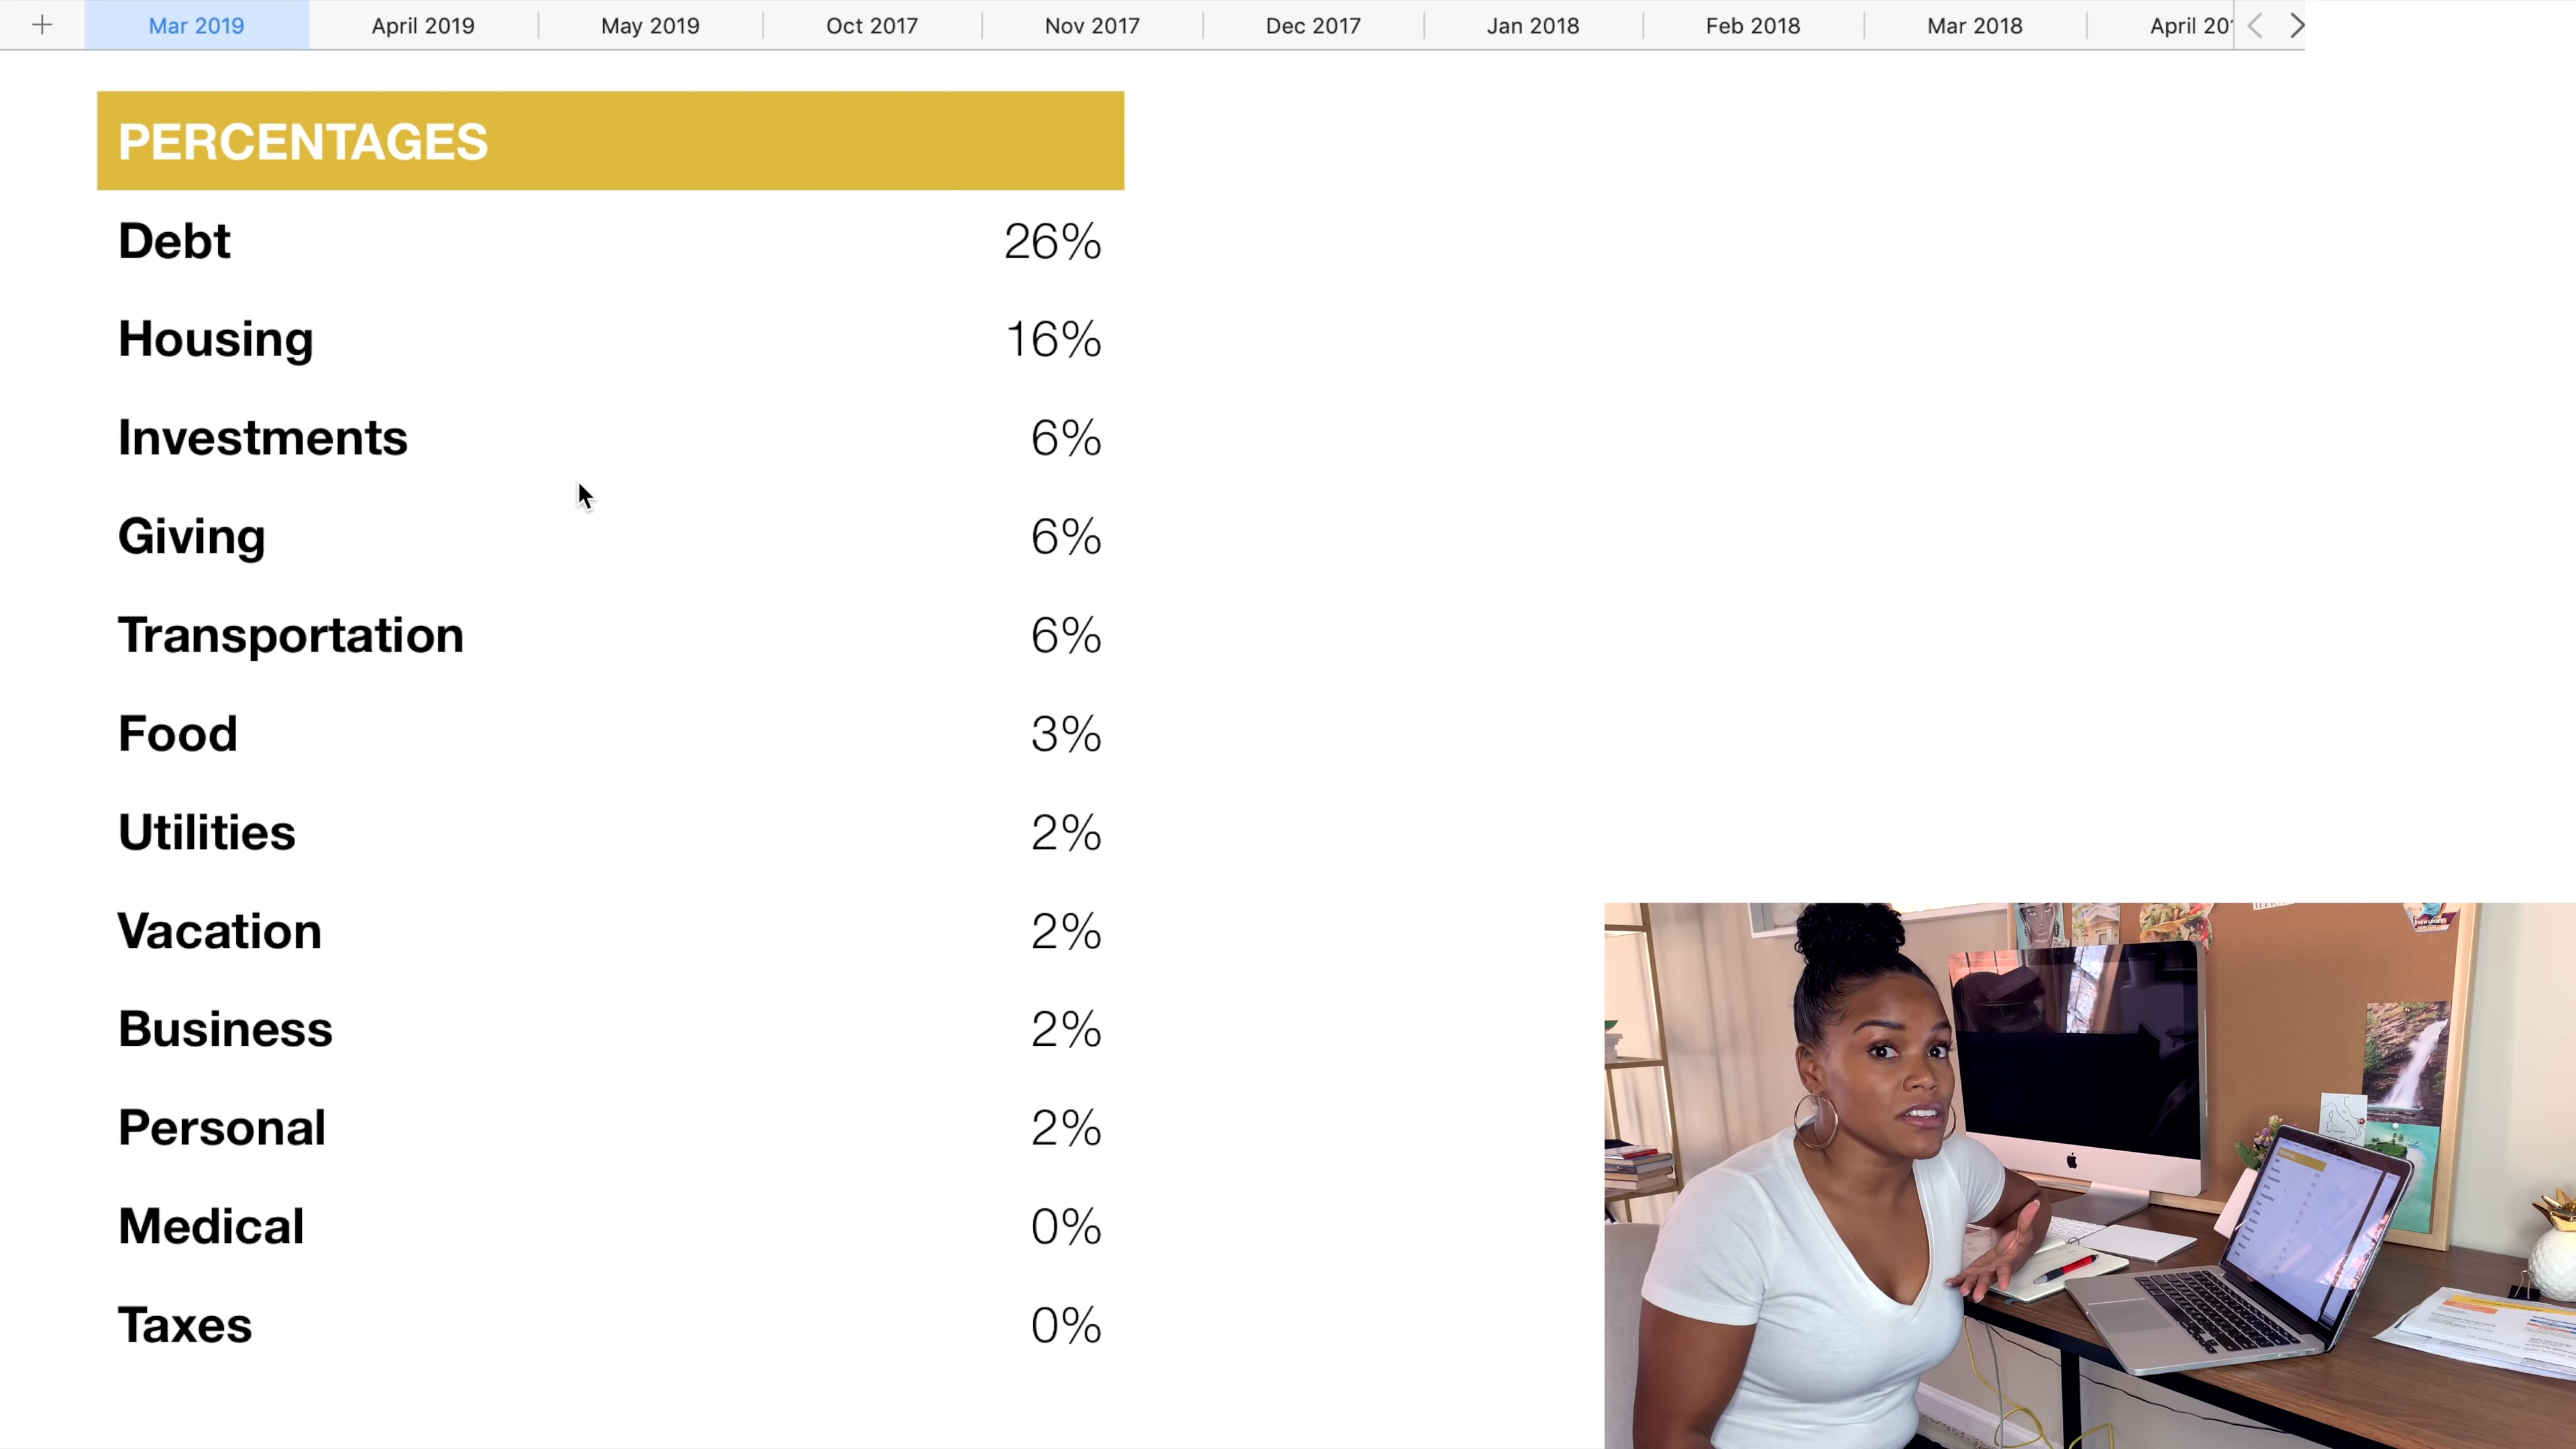 Mar 2019 April 2019 May 2019 Oct 2017 Nov 2017 Dec 2017 Jan 2018 Feb 2018 Mar 2018 April 20
PERCENTAGES
Debt 26%
Housing 16%
Investments 6%
Giving 6%
Transportation 6%
Food 3%
Utilities 2%
Vacation 2%
Business 2%
Personal 2%
Medical 0%
Taxes 0%